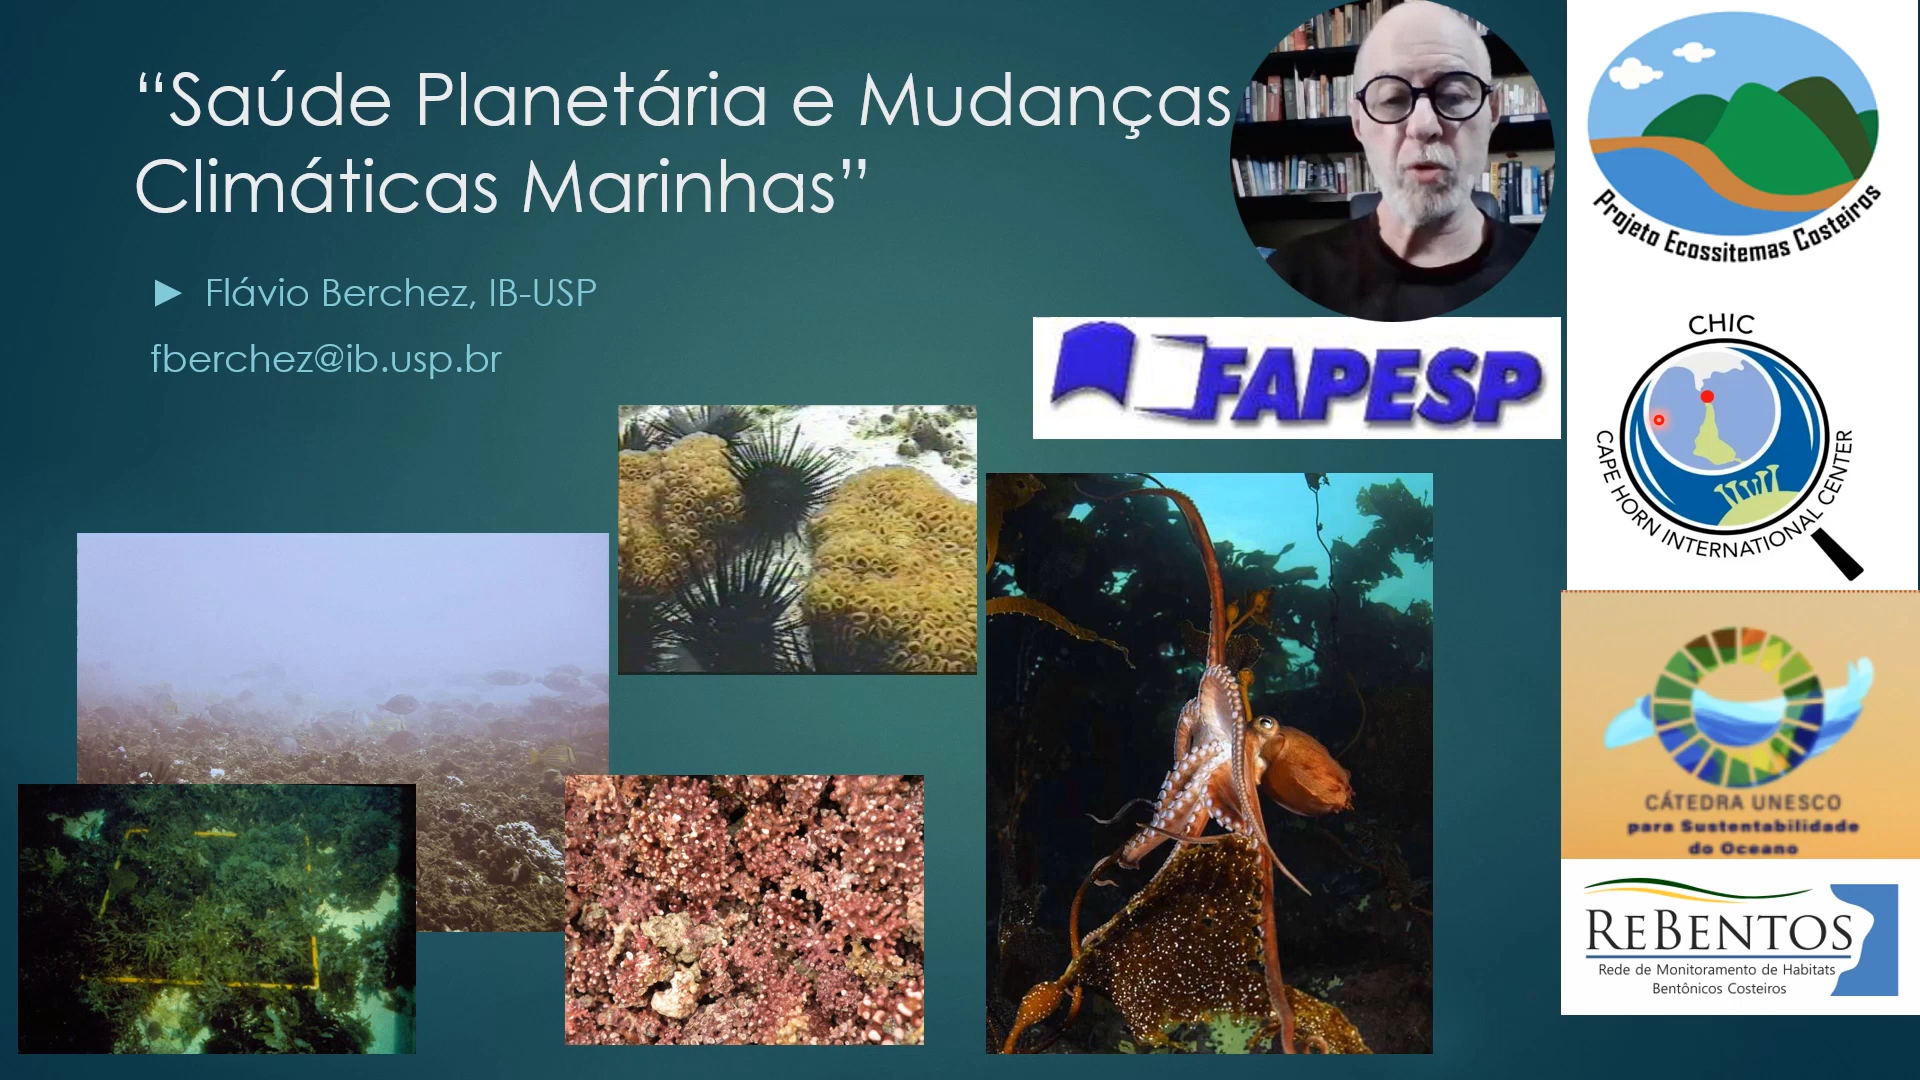 “Saúde Planetária e Mudanças
Climáticas Marinhas”
► Flávio Berchez, IB-USP
fberchez@ib.usp.br
FAPESP
Projeto Ecossitemas Costeiros
CHIC
CAPE HORN INTERNATIONAL CENTER
CÁTEDRA UNESCO
para Sustentabilidade
do Oceano
REBENTOS
Rede de Monitoramento de Habitats
Bentônicos Costeiros